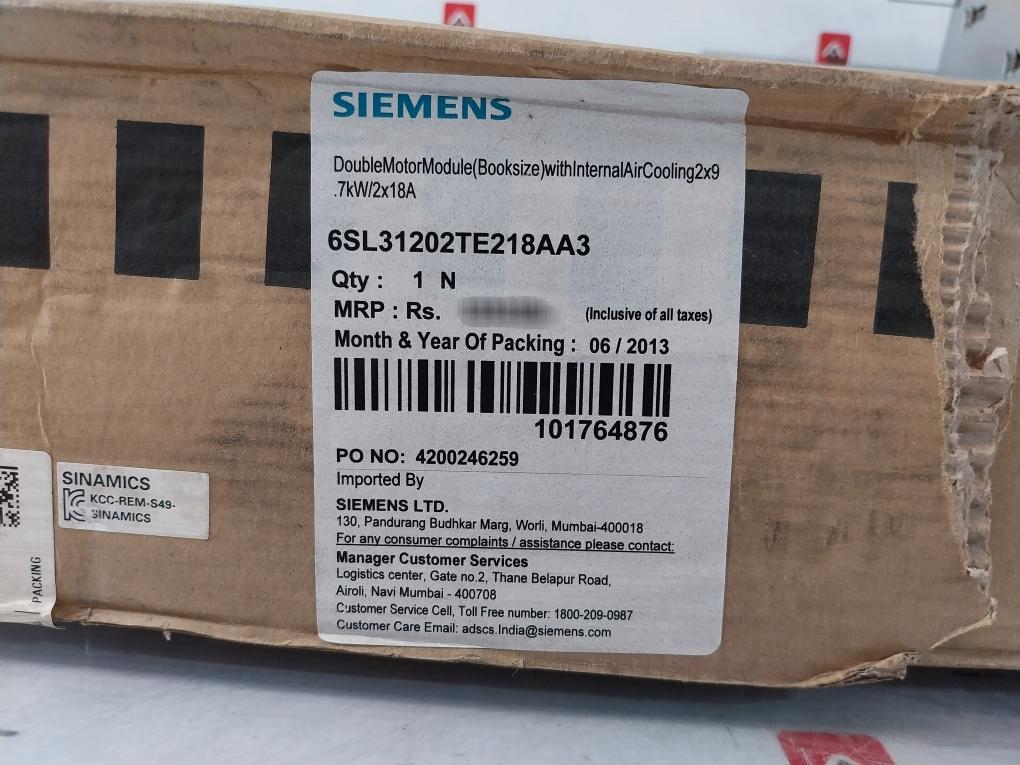 SIEMENS
DoubleMotorModule(Booksize)withInternalAirCooling2x9
.7kW/2x18A
6SL31202TE218AA3
Qty : 1 N
MRP : Rs. (Inclusive of all taxes)
Month & Year Of Packing : 06 / 2013
101764876
PO NO: 4200246259
Imported By
SIEMENS LTD.
130, Pandurang Budhkar Marg, Worli, Mumbai-400018
For any consumer complaints / assistance please contact:
Manager Customer Services
Logistics center, Gate no.2, Thane Belapur Road,
Airoli, Navi Mumbai - 400708
Customer Service Cell, Toll Free number: 1800-209-0987
Customer Care Email: adscs.India@siemens.com
SINAMICS
KCC-REM-S49-
SINAMICS
PACKING